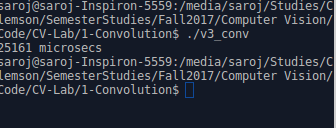 saroj@saroj-Inspiron-5559:/media/saroj/Studies/C
lemson/SemesterStudies/Fall2017/Computer Vision/
Code/CV-Lab/1-Convolution$ ./v3_conv
25161 microsecs
saroj@saroj-Inspiron-5559:/media/saroj/Studies/C
lemson/SemesterStudies/Fall2017/Computer Vision/
Code/CV-Lab/1-Convolution$